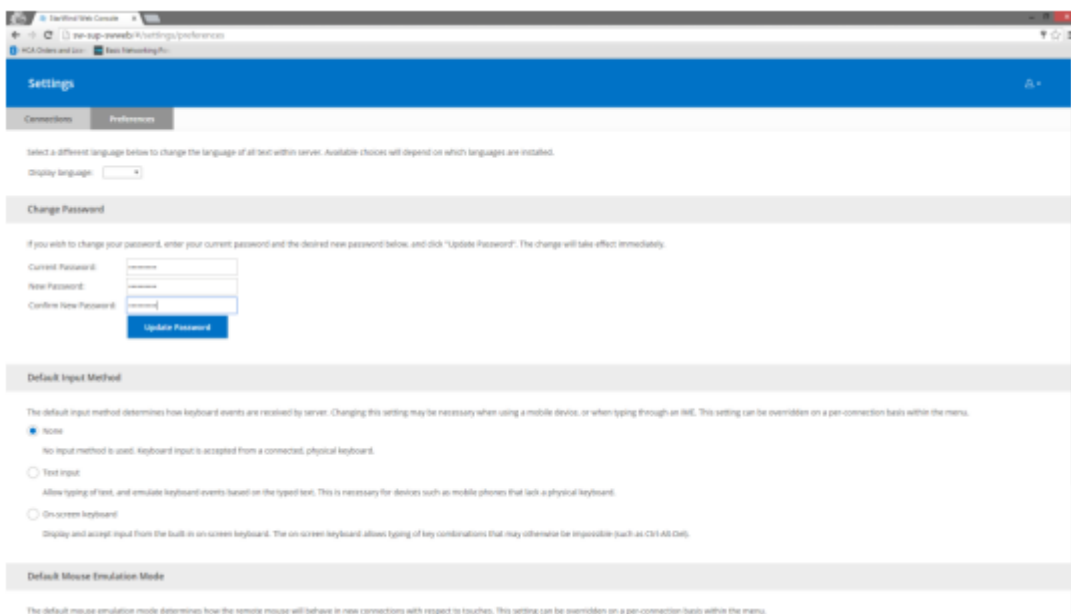 StarWind Web Console
sw-sup-swweb/#/settings/preferences
Settings
Connections
Preferences
Select a different language below to change the language of all text within server. Available choices will depend on which languages are installed.
Display language:
Change Password
If you wish to change your password, enter your current password and the desired new password below, and click "Update Password". The change will take effect immediately.
Current Password:
New Password:
Confirm New Password:
Update Password
Default Input Method
The default input method determines how keyboard events are received by server. Changing this setting may be necessary when using a mobile device, or when typing through an IME. This setting can be overridden on a per-connection basis within the menu.
None
No input method is used. Keyboard input is accepted from a connected, physical keyboard.
Text input
Allow typing of text, and emulate keyboard events based on the typed text. This is necessary for devices such as mobile phones that lack a physical keyboard.
On-screen keyboard
Display and accept input from the built-in on-screen keyboard. The on-screen keyboard allows typing of key combinations that may otherwise be impossible (such as Ctrl-Alt-Del).
Default Mouse Emulation Mode
The default mouse emulation mode determines how the remote mouse will behave in new connections with respect to touches. This setting can be overridden on a per-connection basis within the menu.